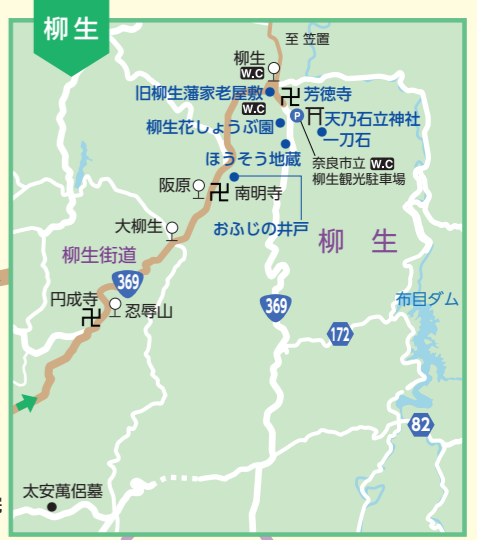 柳生
至 笠置
柳生
W.C
旧柳生藩家老屋敷
芳徳寺
W.C
P
天乃石立神社
柳生花しょうぶ園
一刀石
ほうそう地蔵
奈良市立 W.C
柳生観光駐車場
阪原
南明寺
おふじの井戸
大柳生
柳生
柳生街道
369
円成寺
忍辱山
369
布目ダム
172
82
太安萬侶墓